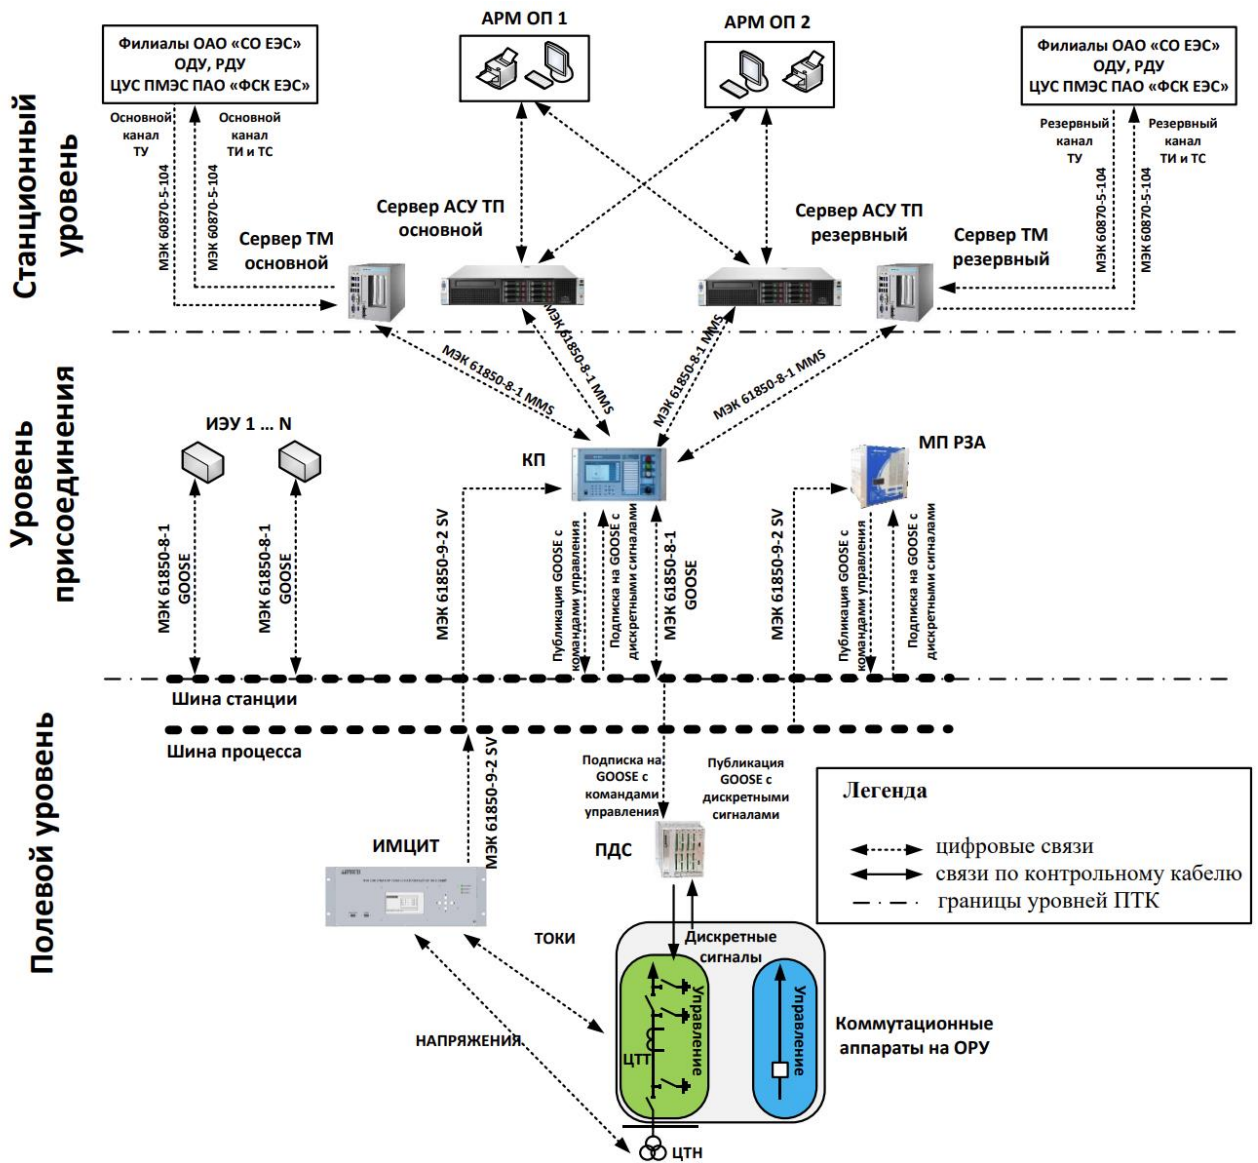 АРМ ОП 1
АРМ ОП 2
Филиалы ОАО «СО ЕЭС»
ОДУ, РДУ
ЦУС ПМЭС ПАО «ФСК ЕЭС»
Филиалы ОАО «СО ЕЭС»
ОДУ, РДУ
ЦУС ПМЭС ПАО «ФСК ЕЭС»
Станционный
уровень
Основной
канал
ТУ
Основной
канал
ТИ и ТС
МЭК 60870-5-104
МЭК 60870-5-104
Резервный
канал
ТУ
Резервный
канал
ТИ и ТС
МЭК 60870-5-104
МЭК 60870-5-104
Сервер ТМ
основной
Сервер АСУ ТП
основной
Сервер АСУ ТП
резервный
Сервер ТМ
резервный
МЭК 61850-8-1 MMS
МЭК 61850-8-1 MMS
МЭК 61850-8-1 MMS
МЭК 61850-8-1 MMS
Уровень
присоединения
ИЭУ 1 ... N
КП
МП РЗА
МЭК 61850-8-1
GOOSE
МЭК 61850-8-1
GOOSE
МЭК 61850-9-2 SV
Публикация GOOSE с
командами управления
Подписка на GOOSE с
дискретными сигналами
МЭК 61850-8-1
GOOSE
МЭК 61850-9-2 SV
Публикация GOOSE с
командами управления
Подписка на GOOSE с
дискретными сигналами
Шина станции
Шина процесса
Полевой уровень
МЭК 61850-9-2 SV
Подписка на
GOOSE с
командами
управления
Публикация
GOOSE с
дискретными
сигналами
ИМЦИТ
ПДС
Легенда
цифровые связи
связи по контрольному кабелю
границы уровней ПТК
ТОКИ
НАПРЯЖЕНИЯ
Дискретные
сигналы
Управление
Управление
ЦТТ
Коммутационные
аппараты на ОРУ
ЦТН